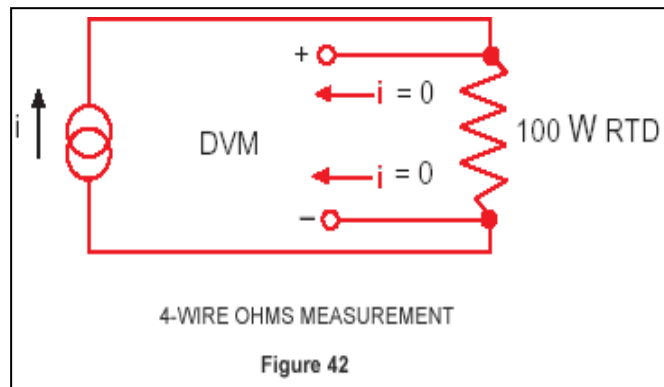 +
i = 0
i
DVM
100 W RTD
i = 0
–
4-WIRE OHMS MEASUREMENT
Figure 42